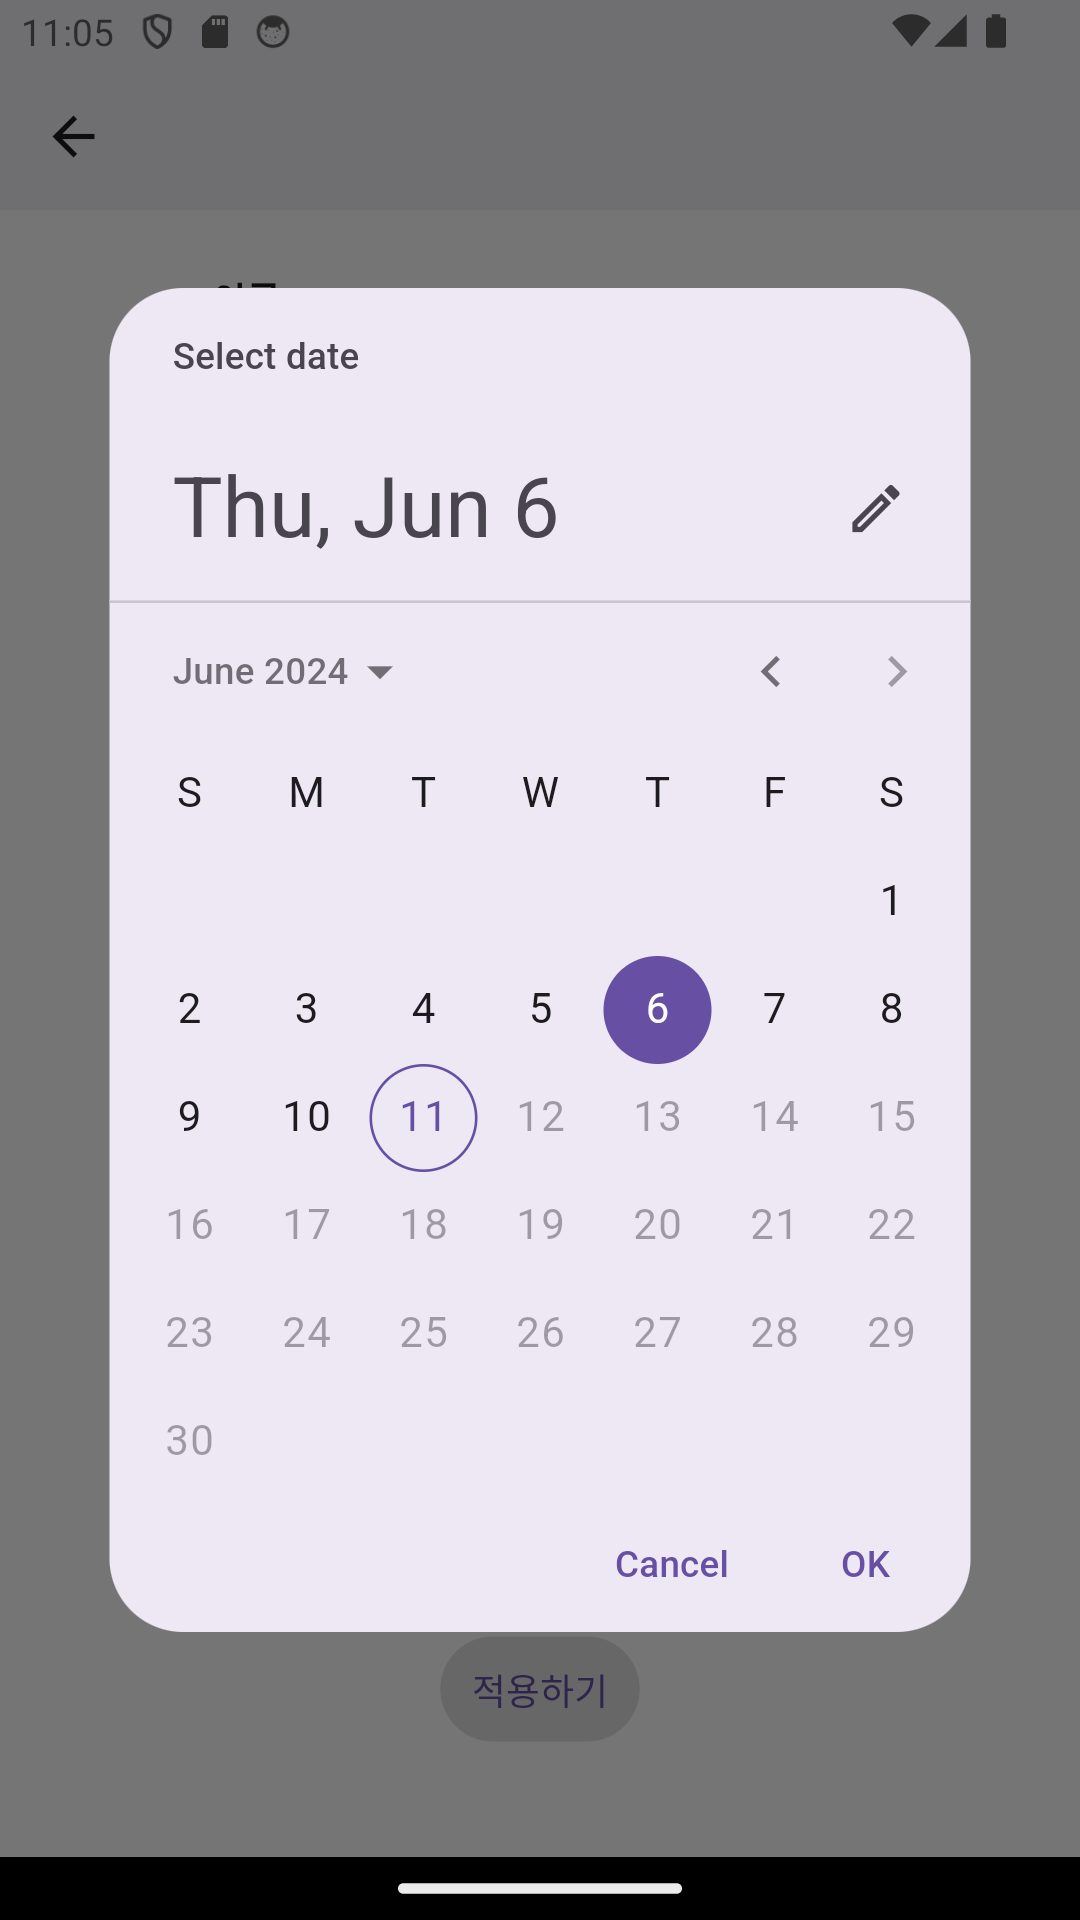 11:05
Select date
Thu, Jun 6
June 2024
S M T W T F S
1
2 3 4 5 6 7 8
9 10 11 12 13 14 15
16 17 18 19 20 21 22
23 24 25 26 27 28 29
30
Cancel OK
적용하기